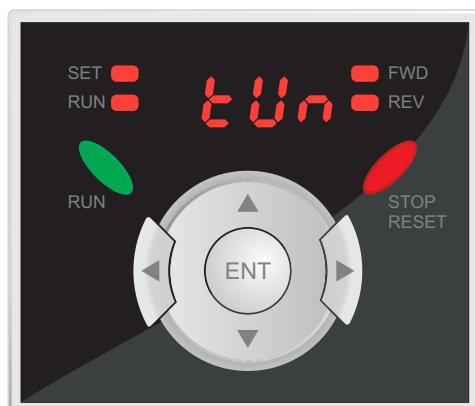 SET
RUN
tUn
FWD
REV
RUN
STOP
RESET
ENT